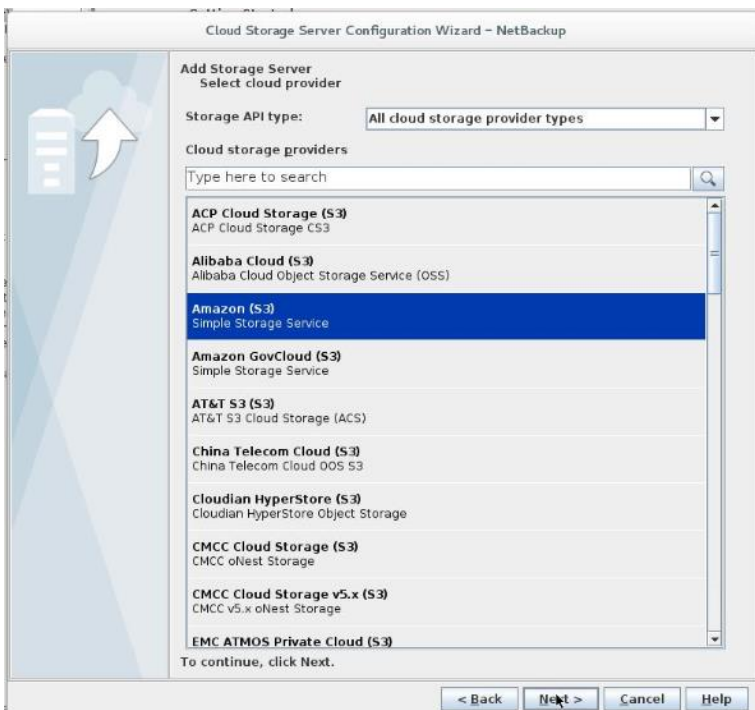 Cloud Storage Server Configuration Wizard – NetBackup
Add Storage Server
Select cloud provider
Storage API type:
All cloud storage provider types
Cloud storage providers
Type here to search
ACP Cloud Storage (S3)
ACP Cloud Storage CS3
Alibaba Cloud (S3)
Alibaba Cloud Object Storage Service (OSS)
Amazon (S3)
Simple Storage Service
Amazon GovCloud (S3)
Simple Storage Service
AT&T S3 (S3)
AT&T S3 Cloud Storage (ACS)
China Telecom Cloud (S3)
China Telecom Cloud OOS S3
Cloudian HyperStore (S3)
Cloudian HyperStore Object Storage
CMCC Cloud Storage (S3)
CMCC oNest Storage
CMCC Cloud Storage v5.x (S3)
CMCC v5.x oNest Storage
EMC ATMOS Private Cloud (S3)
To continue, click Next.
< Back
Next >
Cancel
Help